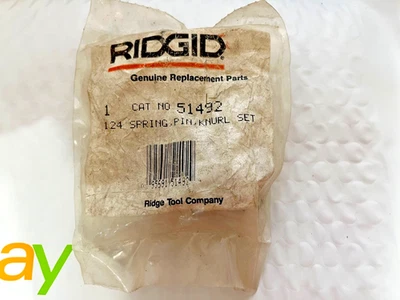 RIDGID
Genuine Replacement Parts
1 CAT NO 51492
124 SPRING,PIN,KNURL SET
Ridge Tool Company
ay